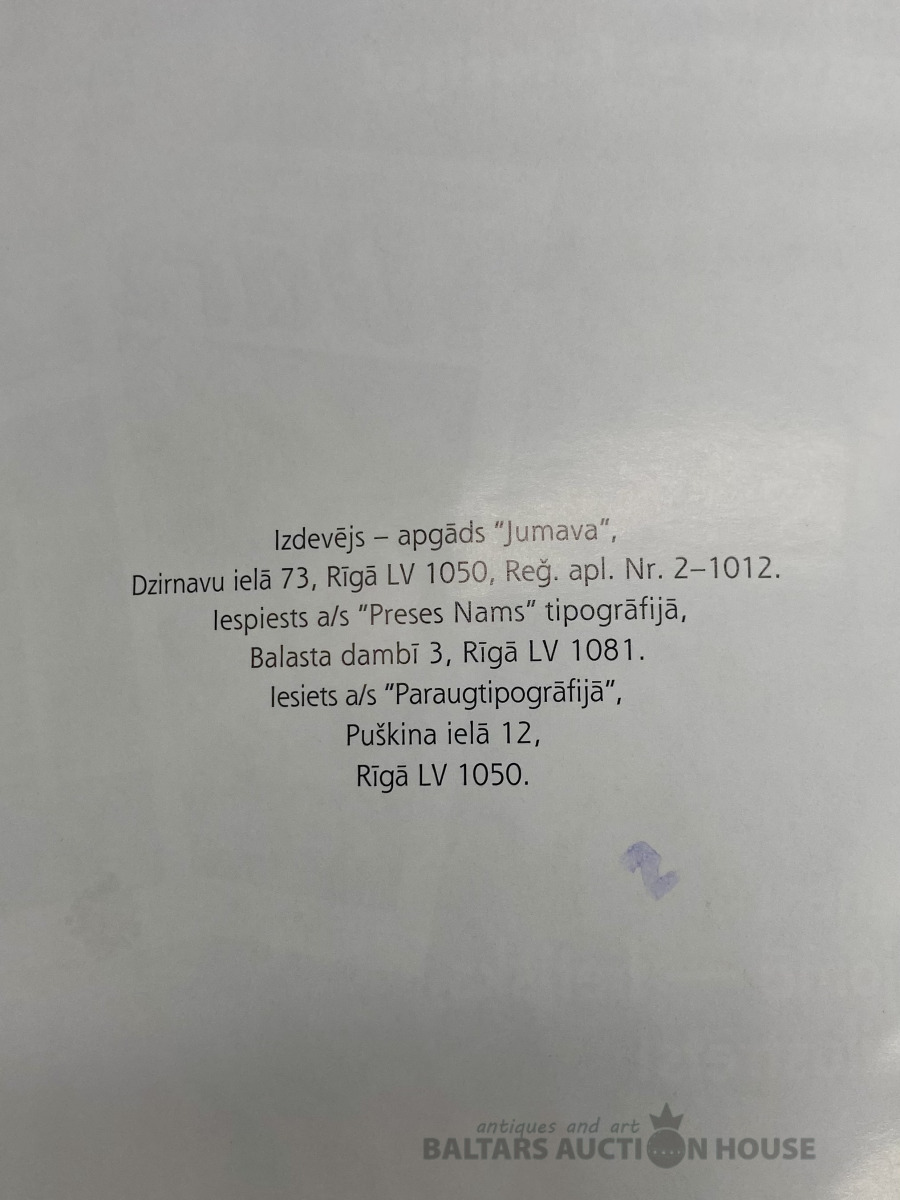 Izdevējs – apgāds "Jumava",
Dzirnavu ielā 73, Rīgā LV 1050, Reğ. apl. Nr. 2–1012.
Iespiests a/s "Preses Nams" tipogrāfijā,
Balasta dambī 3, Rīgā LV 1081.
Iesiets a/s "Paraugtipogrāfijā",
Puškina ielā 12,
Rīgā LV 1050.
antiques and art
BALTARS AUCTION HOUSE